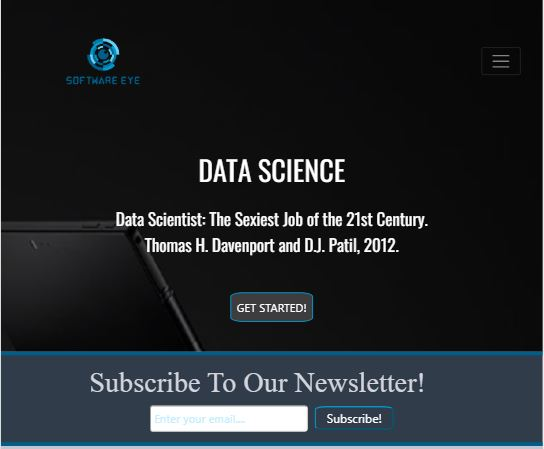 SOFTWARE EYE
DATA SCIENCE
Data Scientist: The Sexiest Job of the 21st Century.
Thomas H. Davenport and D.J. Patil, 2012.
GET STARTED!
Subscribe To Our Newsletter!
Enter your email...
Subscribe!